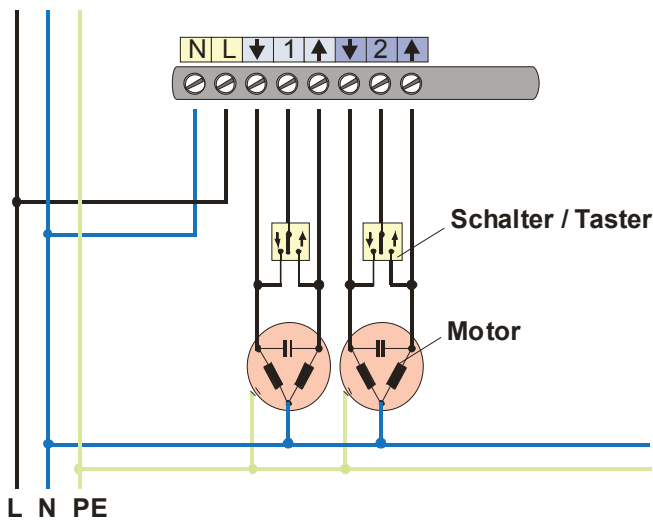 N L ↓ 1 ↑ ↓ 2 ↑
Schalter / Taster
Motor
L N PE